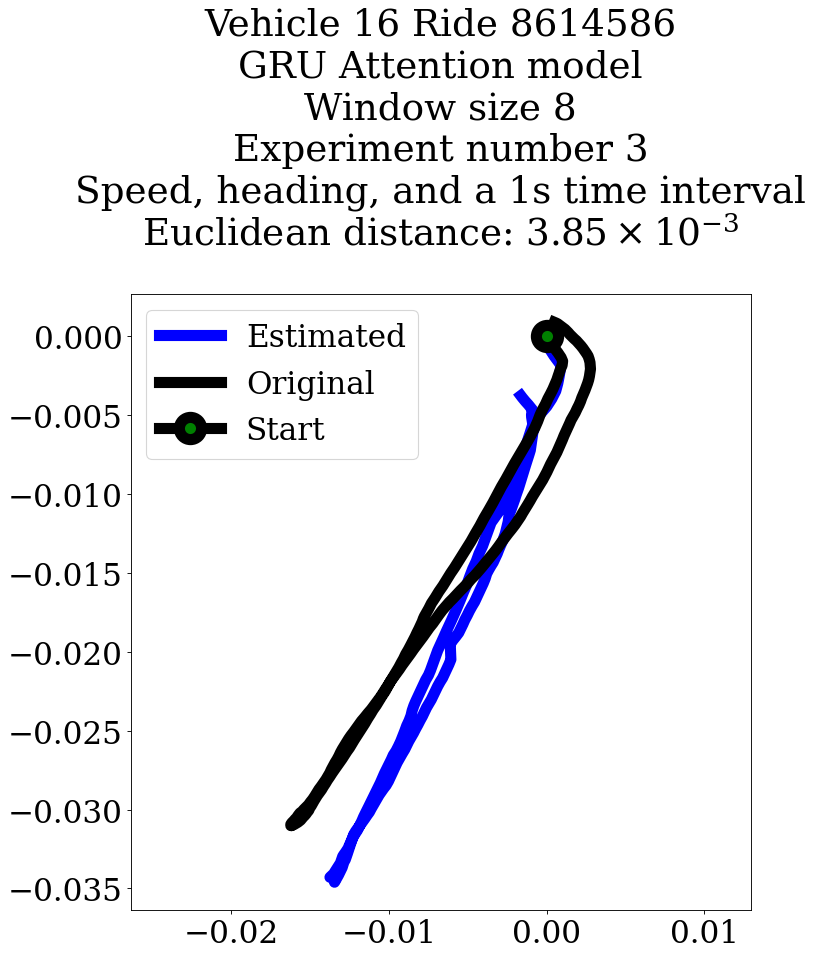 Vehicle 16 Ride 8614586
GRU Attention model
Window size 8
Experiment number 3
Speed, heading, and a 1s time interval
Euclidean distance: 3.85 × 10⁻³
Estimated
Original
Start
0.000
−0.005
−0.010
−0.015
−0.020
−0.025
−0.030
−0.035
−0.02
−0.01
0.00
0.01